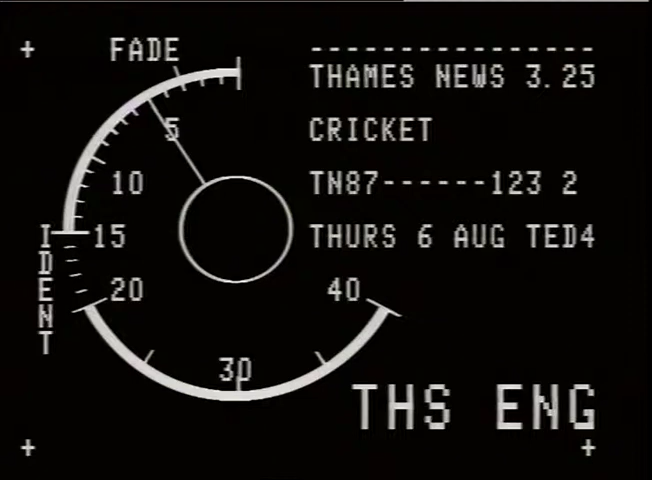 FADE
----------------
THAMES NEWS 3.25
5
CRICKET
10
TN87------123 2
IDENT
15
THURS 6 AUG TED4
20
40
30
THS ENG